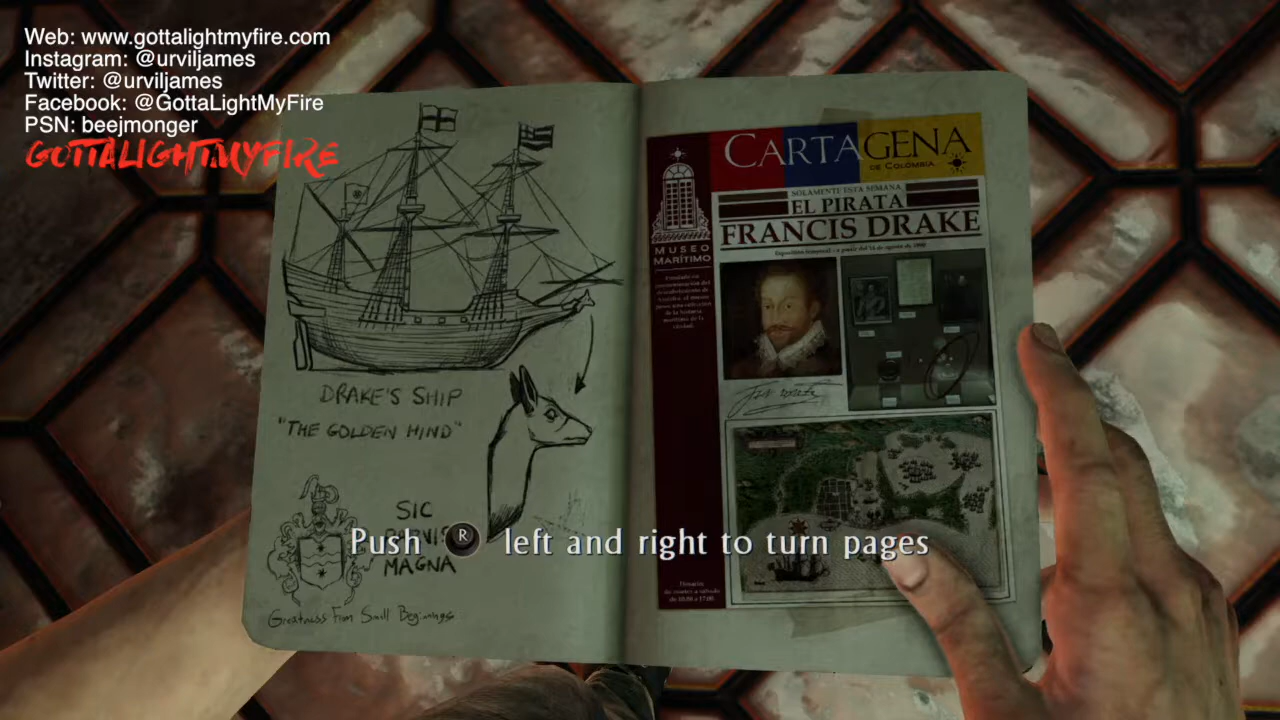 Web: www.gottalightmyfire.com
Instagram: @urviljames
Twitter: @urviljames
Facebook: @GottaLightMyFire
PSN: beejmonger
GOTTALIGHTMYFIRE
DRAKE'S SHIP
"THE GOLDEN HIND"
SIC
PARVIS
MAGNA
Greatness From Small Beginnings
CARTAGENA
DE COLOMBIA
SOLAMENTE ESTA SEMANA
EL PIRATA
FRANCIS DRAKE
MUSEO
MARÍTIMO
Push R left and right to turn pages